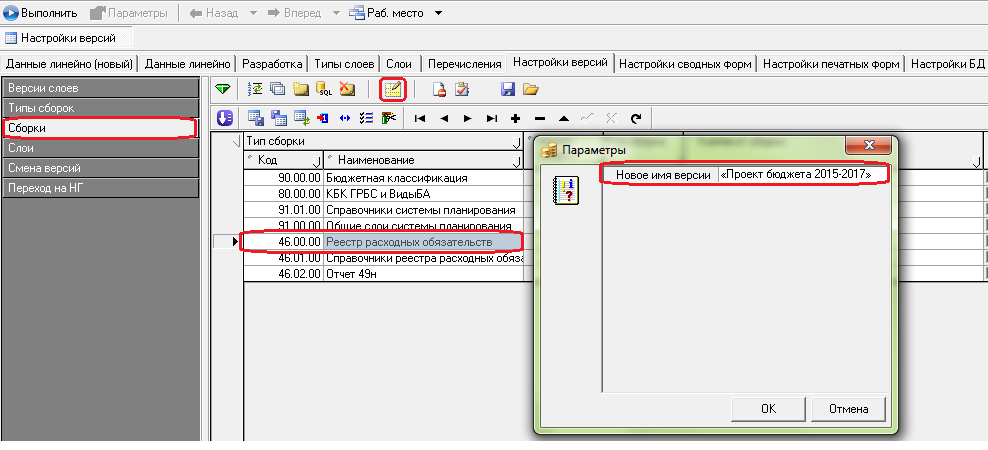 Выполнить Параметры Назад Вперед Раб. место
Настройки версий
Данные линейно (новый) Данные линейно Разработка Типы слоев Слои Перечисления Настройки версий Настройки сводных форм Настройки печатных форм Настройки БД
Версии слоев
Типы сборок
Сборки
Слои
Смена версий
Переход на НГ
SQL
Тип сборки
Код Наименование
90.00.00 Бюджетная классификация
80.00.00 КБК ГРБС и ВидыБА
91.01.00 Справочники системы планирования
91.00.00 Общие слои системы планирования
46.00.00 Реестр расходных обязательств
46.01.00 Справочники реестра расходных обяза
46.02.00 Отчет 49н
Параметры
Новое имя версии «Проект бюджета 2015-2017»
OK Отмена